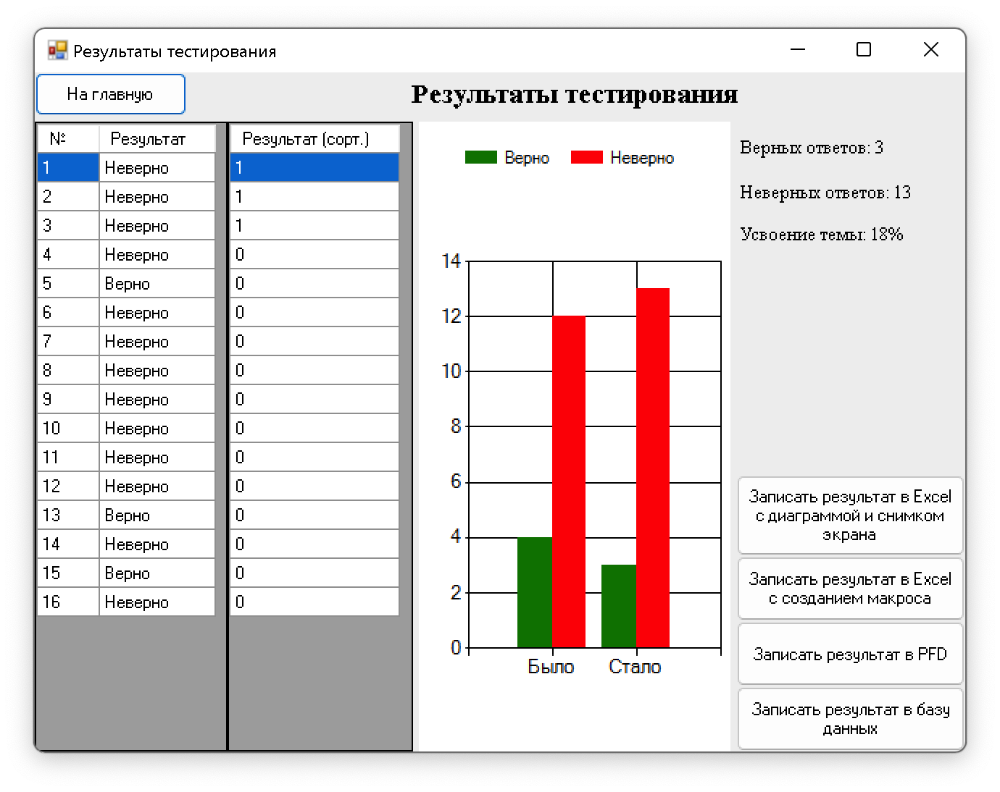 Результаты тестирования
На главную
Результаты тестирования
№ Результат
1 Неверно
2 Неверно
3 Неверно
4 Неверно
5 Верно
6 Неверно
7 Неверно
8 Неверно
9 Неверно
10 Неверно
11 Неверно
12 Неверно
13 Верно
14 Неверно
15 Верно
16 Неверно
Результат (сорт.)
1
1
1
0
0
0
0
0
0
0
0
0
0
0
0
0
Верно Неверно
14
12
10
8
6
4
2
0
Было Стало
Верных ответов: 3
Неверных ответов: 13
Усвоение темы: 18%
Записать результат в Excel
с диаграммой и снимком
экрана
Записать результат в Excel
с созданием макроса
Записать результат в PFD
Записать результат в базу
данных